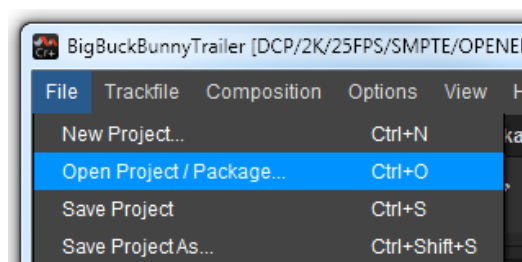 Cr+ BigBuckBunnyTrailer [DCP/2K/25FPS/SMPTE/OPENE
File Trackfile Composition Options View H
New Project... Ctrl+N
Open Project / Package... Ctrl+O
Save Project Ctrl+S
Save Project As... Ctrl+Shift+S